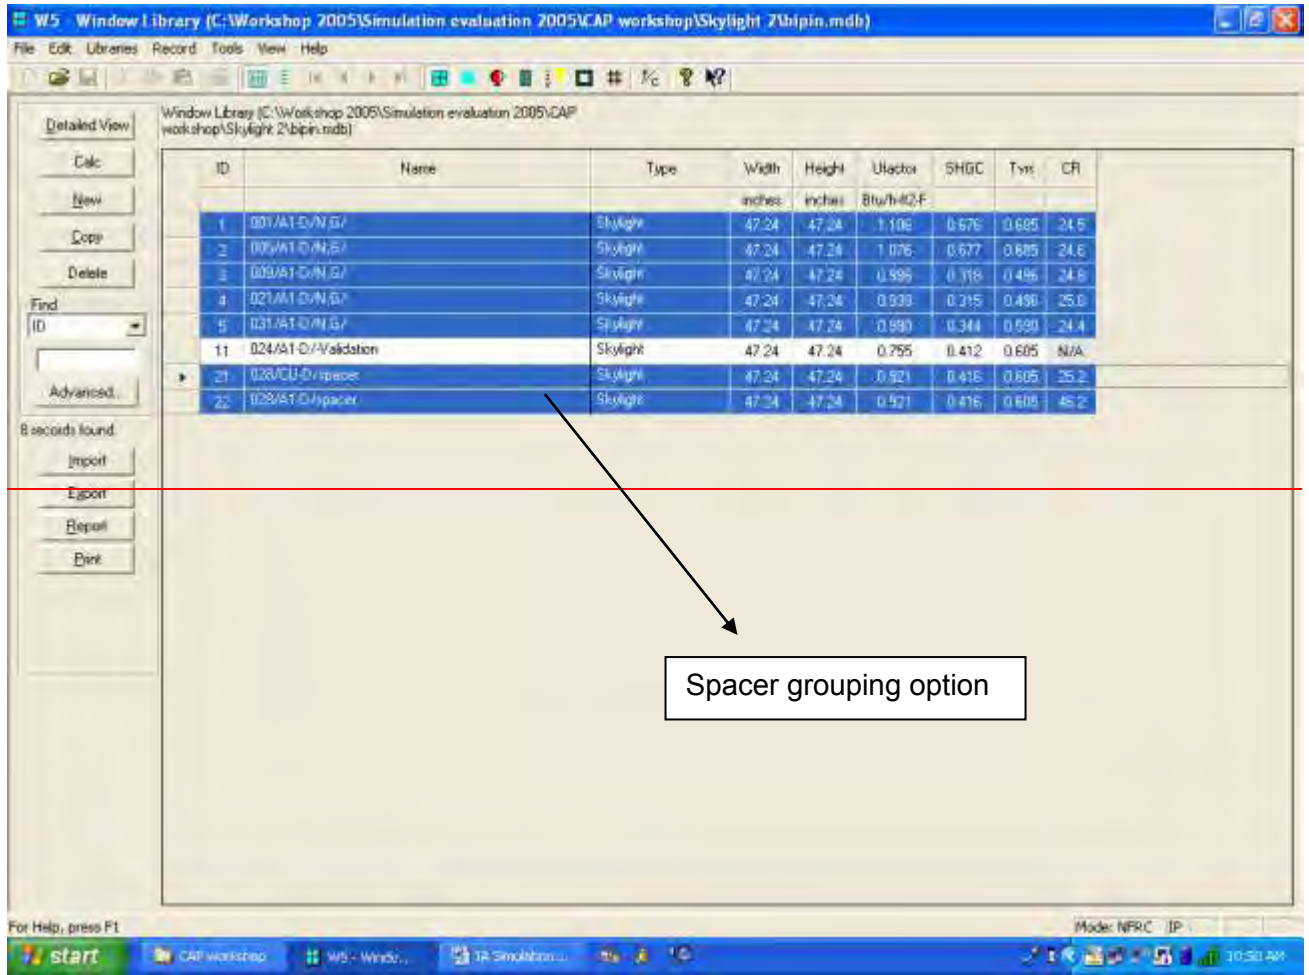 W5 - Window Library (C:\Workshop 2005\Simulation evaluation 2005\CAP workshop\Skylight 2\bipin.mdb)
File Edit Libraries Record Tools View Help
Window Library (C:\Workshop 2005\Simulation evaluation 2005\CAP
workshop\Skylight 2\bipin.mdb)
Detailed View
Calc
New
Copy
Delete
Find
ID
Advanced...
8 records found.
Import
Export
Report
Print
ID Name Type Width Height Ufactor SHGC Tvis CR
inches inches Btu/h-ft2-F
1 001/A1-D/N,G/ Skylight 47.24 47.24 1.106 0.676 0.685 24.5
2 005/A1-D/N,G/ Skylight 47.24 47.24 1.076 0.677 0.685 24.6
3 009/A1-D/N,G/ Skylight 47.24 47.24 0.996 0.318 0.496 24.8
4 021/A1-D/N,G/ Skylight 47.24 47.24 0.939 0.315 0.496 25.0
5 031/A1-D/N,G/ Skylight 47.24 47.24 0.990 0.344 0.590 24.4
11 024/A1-D/-Validation Skylight 47.24 47.24 0.755 0.412 0.605 N/A
21 028/CU-D/spacer Skylight 47.24 47.24 0.921 0.416 0.605 25.2
22 028/A1-D/spacer Skylight 47.24 47.24 0.921 0.416 0.605 46.2
Spacer grouping option
For Help, press F1
Mode: NFRC IP
start CAP workshop W5 - Windo... IA Simulation... 10:50 AM